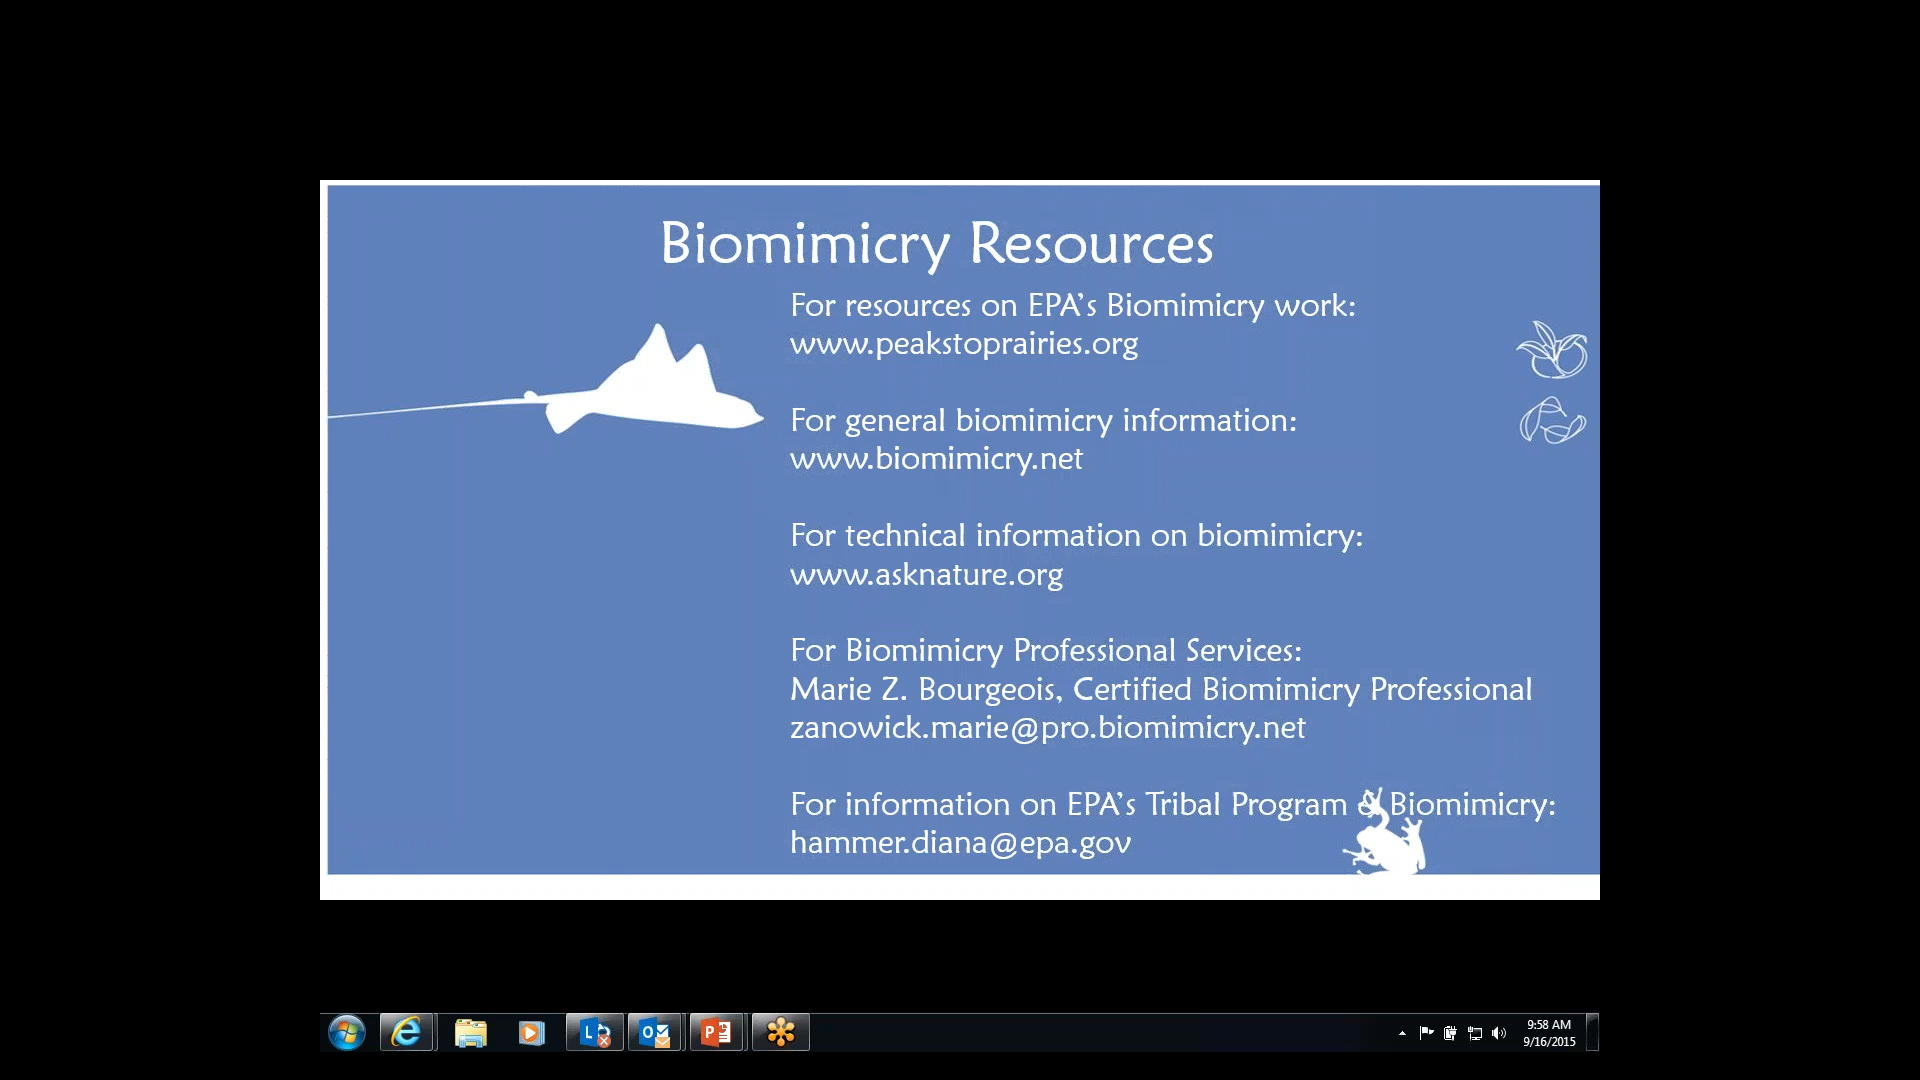 Biomimicry Resources
For resources on EPA's Biomimicry work:
www.peakstoprairies.org
For general biomimicry information:
www.biomimicry.net
For technical information on biomimicry:
www.asknature.org
For Biomimicry Professional Services:
Marie Z. Bourgeois, Certified Biomimicry Professional
zanowick.marie@pro.biomimicry.net
For information on EPA's Tribal Program & Biomimicry:
hammer.diana@epa.gov
9:58 AM
9/16/2015